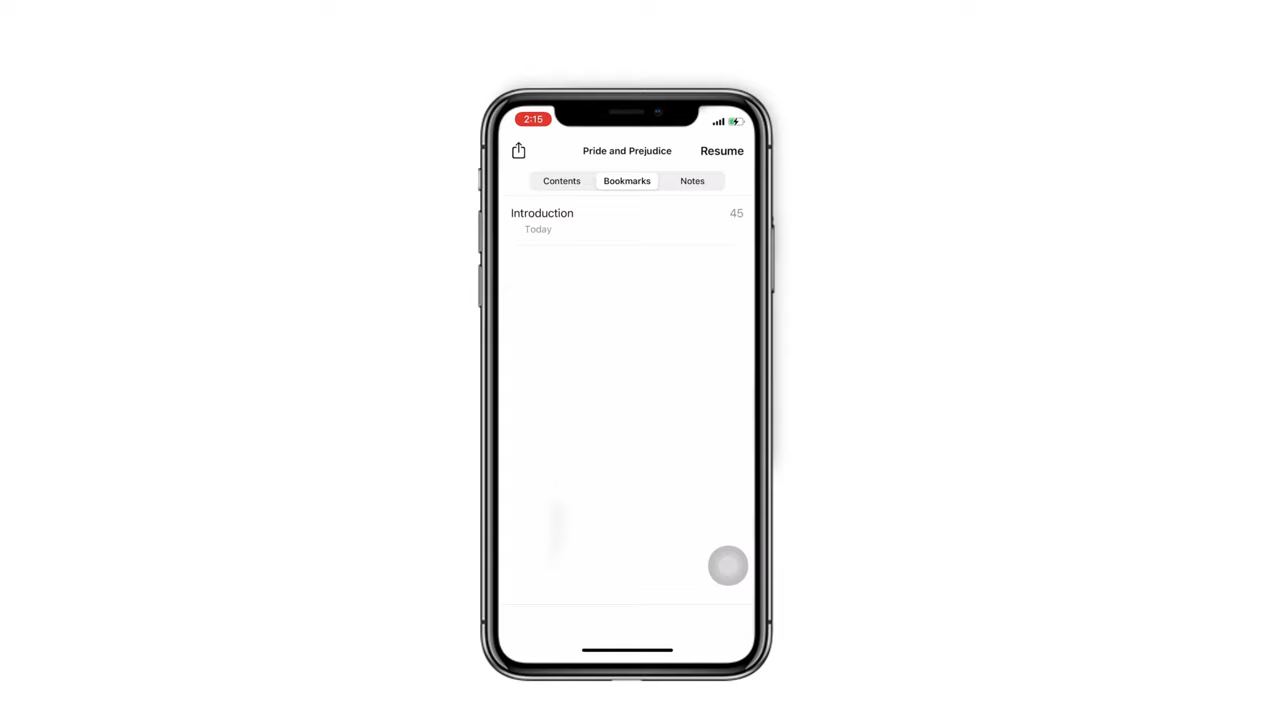 2:15
Pride and Prejudice
Resume
Contents
Bookmarks
Notes
Introduction 45
Today